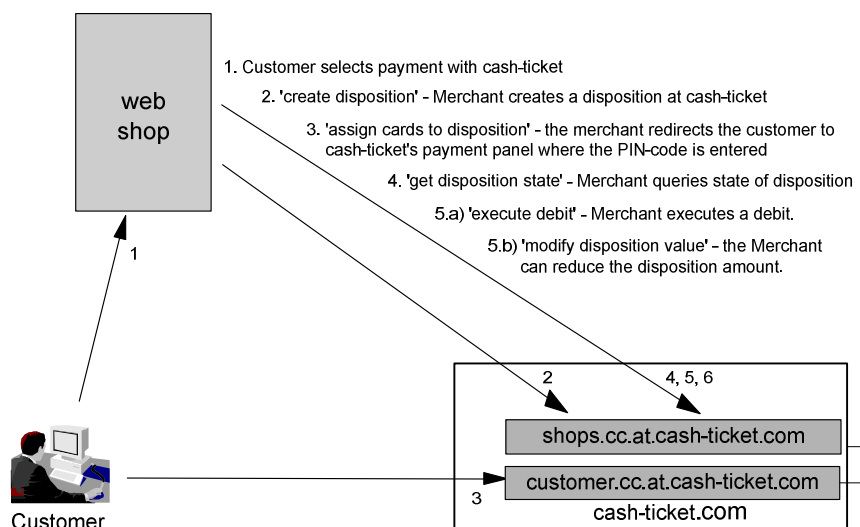 web
shop
1. Customer selects payment with cash-ticket
2. 'create disposition' - Merchant creates a disposition at cash-ticket
3. 'assign cards to disposition' - the merchant redirects the customer to
cash-ticket's payment panel where the PIN-code is entered
4. 'get disposition state' - Merchant queries state of disposition
5.a) 'execute debit' - Merchant executes a debit.
5.b) 'modify disposition value' - the Merchant
can reduce the disposition amount.
1
2
4, 5, 6
shops.cc.at.cash-ticket.com
customer.cc.at.cash-ticket.com
3
cash-ticket.com
Customer